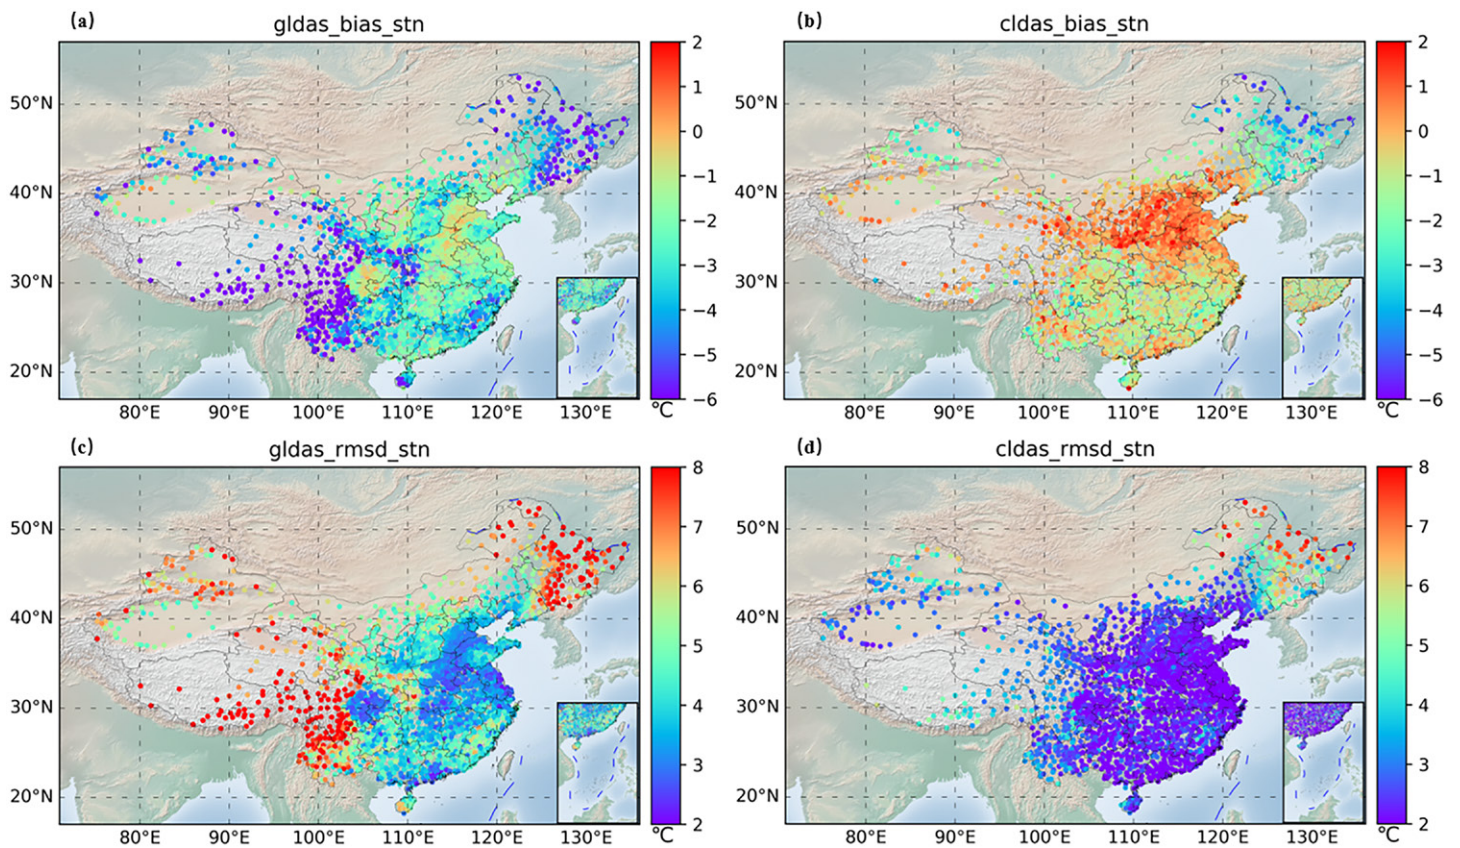 (a) gldas_bias_stn
50°N
40°N
30°N
20°N
80°E 90°E 100°E 110°E 120°E 130°E
2
1
0
−1
−2
−3
−4
−5
−6
°C
(b) cldas_bias_stn
50°N
40°N
30°N
20°N
80°E 90°E 100°E 110°E 120°E 130°E
2
1
0
−1
−2
−3
−4
−5
−6
°C
(c) gldas_rmsd_stn
50°N
40°N
30°N
20°N
80°E 90°E 100°E 110°E 120°E 130°E
8
7
6
5
4
3
2
°C
(d) cldas_rmsd_stn
50°N
40°N
30°N
20°N
80°E 90°E 100°E 110°E 120°E 130°E
8
7
6
5
4
3
2
°C